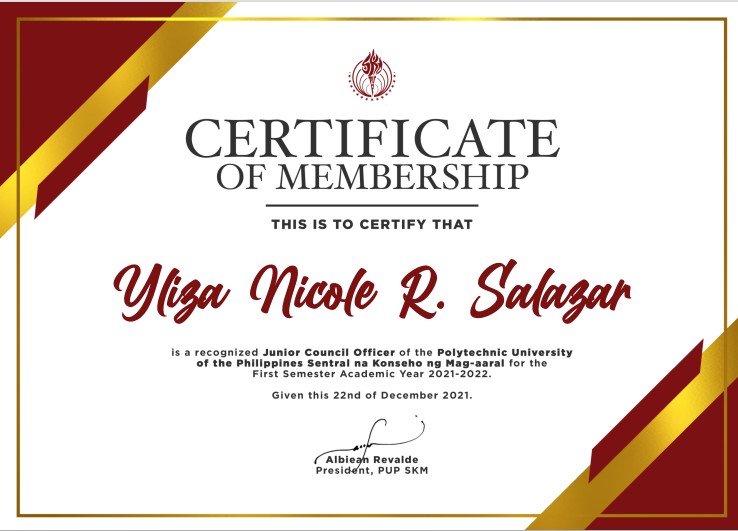 SKM
CERTIFICATE
OF MEMBERSHIP
THIS IS TO CERTIFY THAT
Yliza Nicole R. Salazar
is a recognized Junior Council Officer of the Polytechnic University
of the Philippines Sentral na Konseho ng Mag-aaral for the
First Semester Academic Year 2021-2022.
Given this 22nd of December 2021.
Albiean Revalde
President, PUP SKM